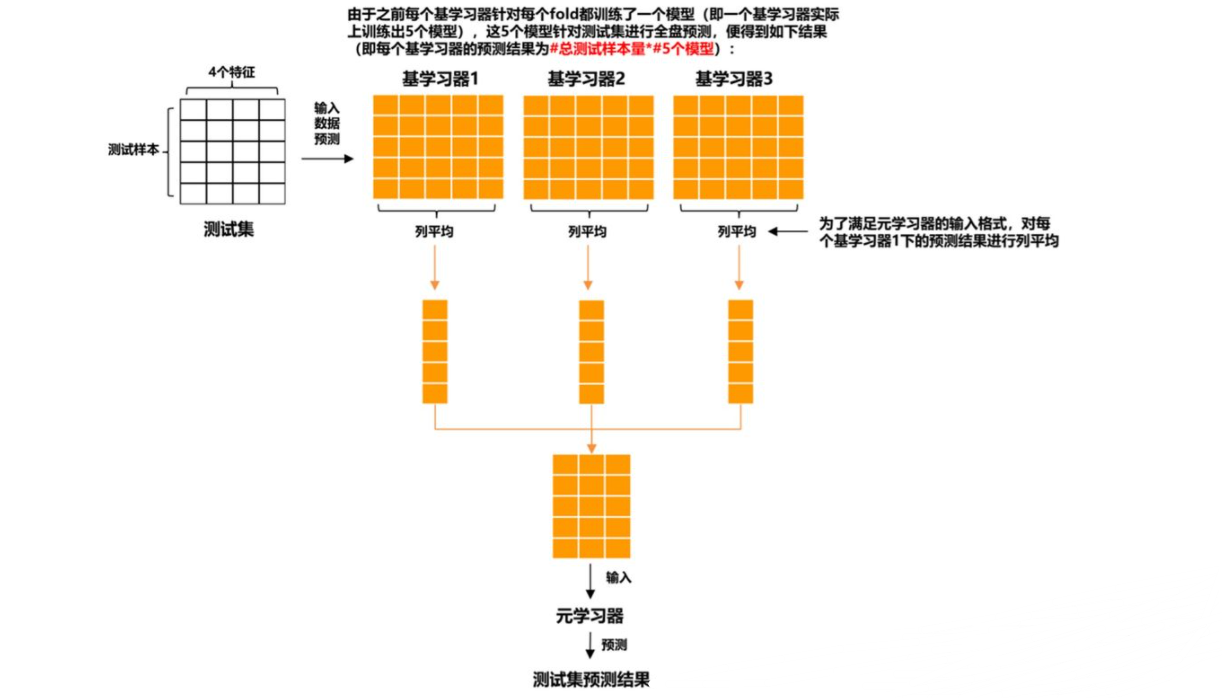 由于之前每个基学习器针对每个fold都训练了一个模型（即一个基学习器实际
上训练出5个模型），这5个模型针对测试集进行全盘预测，便得到如下结果
（即每个基学习器的预测结果为#总测试样本量*#5个模型）：
4个特征
基学习器1
基学习器2
基学习器3
输入
数据
预测
测试样本
测试集
列平均
列平均
列平均
为了满足元学习器的输入格式，对每
个基学习器1下的预测结果进行列平均
输入
元学习器
预测
测试集预测结果